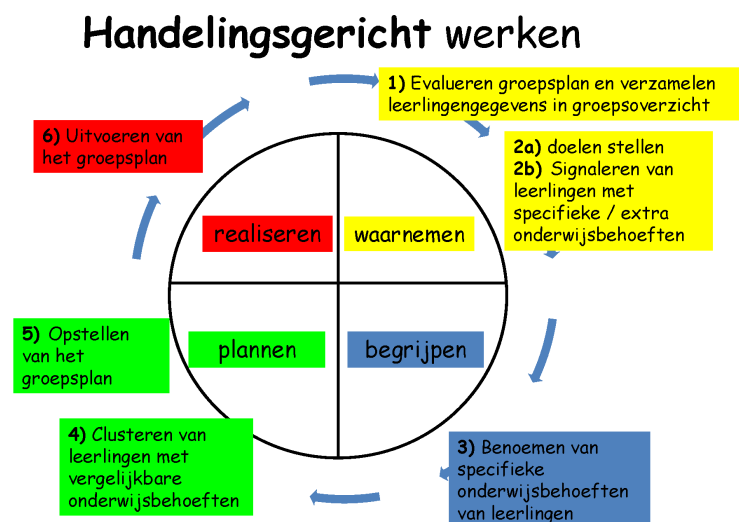 Handelingsgericht werken
1) Evalueren groepsplan en verzamelen
leerlingengegevens in groepsoverzicht
6) Uitvoeren van
het groepsplan
2a) doelen stellen
2b) Signaleren van
leerlingen met
specifieke / extra
onderwijsbehoeften
realiseren
waarnemen
plannen
begrijpen
5) Opstellen
van het
groepsplan
4) Clusteren van
leerlingen met
vergelijkbare
onderwijsbehoeften
3) Benoemen van
specifieke
onderwijsbehoeften
van leerlingen